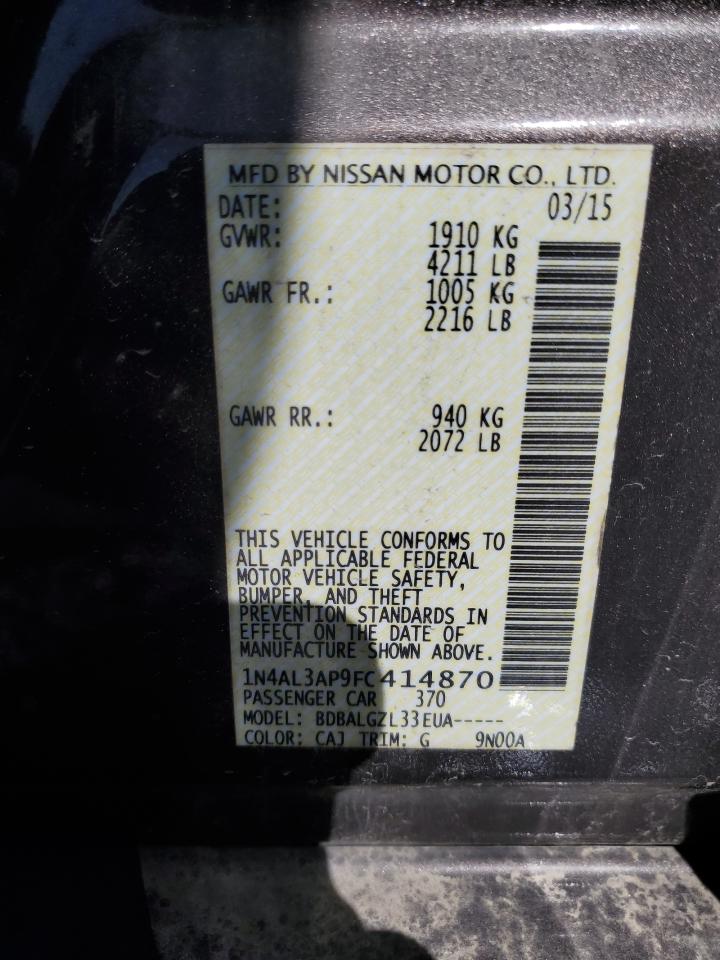 MFD BY NISSAN MOTOR CO., LTD.
DATE: 03/15
GVWR: 1910 KG
4211 LB
GAWR FR.: 1005 KG
2216 LB
GAWR RR.: 940 KG
2072 LB
THIS VEHICLE CONFORMS TO
ALL APPLICABLE FEDERAL
MOTOR VEHICLE SAFETY,
BUMPER, AND THEFT
PREVENTION STANDARDS IN
EFFECT ON THE DATE OF
MANUFACTURE SHOWN ABOVE.
1N4AL3AP9FC414870
PASSENGER CAR 370
MODEL: BDBALGZL33EUA-----
COLOR: CAJ TRIM: G 9N00A